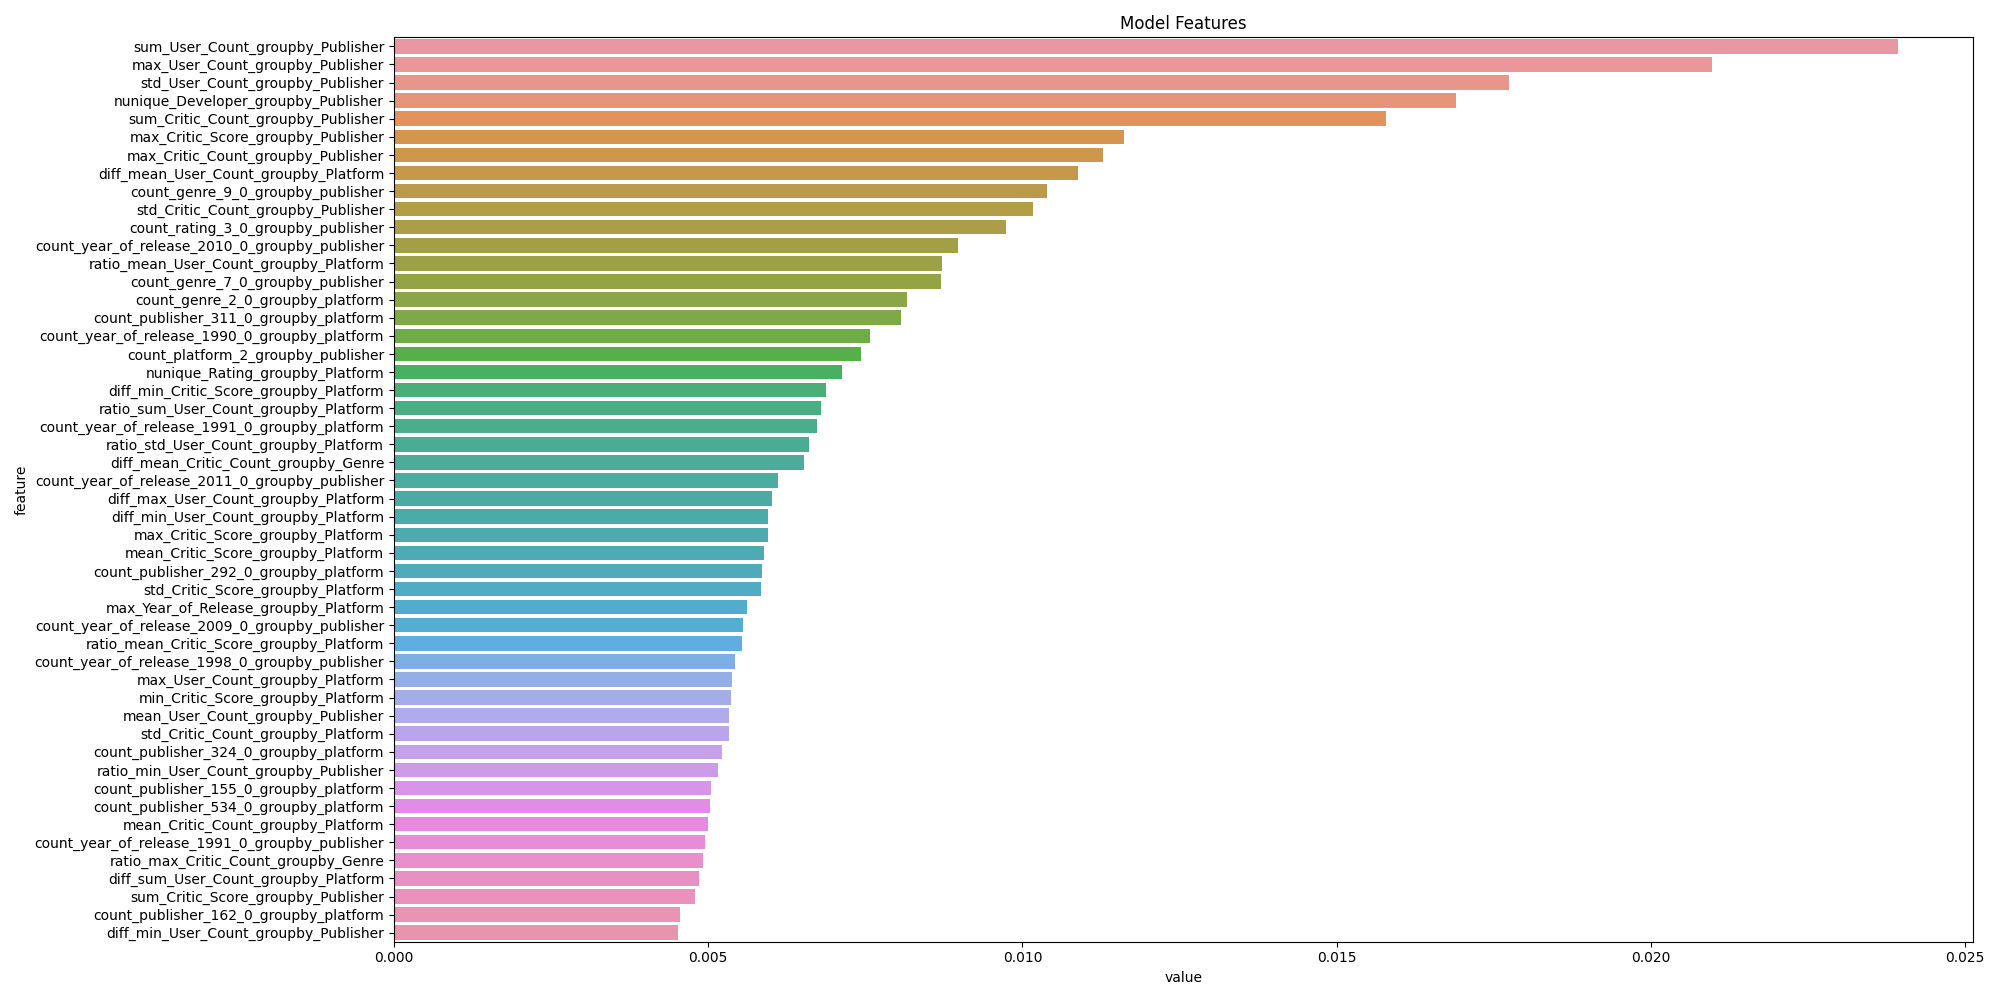 Model Features
sum_User_Count_groupby_Publisher
max_User_Count_groupby_Publisher
std_User_Count_groupby_Publisher
nunique_Developer_groupby_Publisher
sum_Critic_Count_groupby_Publisher
max_Critic_Score_groupby_Publisher
max_Critic_Count_groupby_Publisher
diff_mean_User_Count_groupby_Platform
count_genre_9_0_groupby_publisher
std_Critic_Count_groupby_Publisher
count_rating_3_0_groupby_publisher
count_year_of_release_2010_0_groupby_publisher
ratio_mean_User_Count_groupby_Platform
count_genre_7_0_groupby_publisher
count_genre_2_0_groupby_platform
count_publisher_311_0_groupby_platform
count_year_of_release_1990_0_groupby_platform
count_platform_2_groupby_publisher
nunique_Rating_groupby_Platform
diff_min_Critic_Score_groupby_Platform
ratio_sum_User_Count_groupby_Platform
count_year_of_release_1991_0_groupby_platform
ratio_std_User_Count_groupby_Platform
diff_mean_Critic_Count_groupby_Genre
count_year_of_release_2011_0_groupby_publisher
diff_max_User_Count_groupby_Platform
diff_min_User_Count_groupby_Platform
max_Critic_Score_groupby_Platform
mean_Critic_Score_groupby_Platform
count_publisher_292_0_groupby_platform
std_Critic_Score_groupby_Platform
max_Year_of_Release_groupby_Platform
count_year_of_release_2009_0_groupby_publisher
ratio_mean_Critic_Score_groupby_Platform
count_year_of_release_1998_0_groupby_publisher
max_User_Count_groupby_Platform
min_Critic_Score_groupby_Platform
mean_User_Count_groupby_Publisher
std_Critic_Count_groupby_Platform
count_publisher_324_0_groupby_platform
ratio_min_User_Count_groupby_Publisher
count_publisher_155_0_groupby_platform
count_publisher_534_0_groupby_platform
mean_Critic_Count_groupby_Platform
count_year_of_release_1991_0_groupby_publisher
ratio_max_Critic_Count_groupby_Genre
diff_sum_User_Count_groupby_Platform
sum_Critic_Score_groupby_Publisher
count_publisher_162_0_groupby_platform
diff_min_User_Count_groupby_Publisher
feature
0.000 0.005 0.010 0.015 0.020 0.025
value